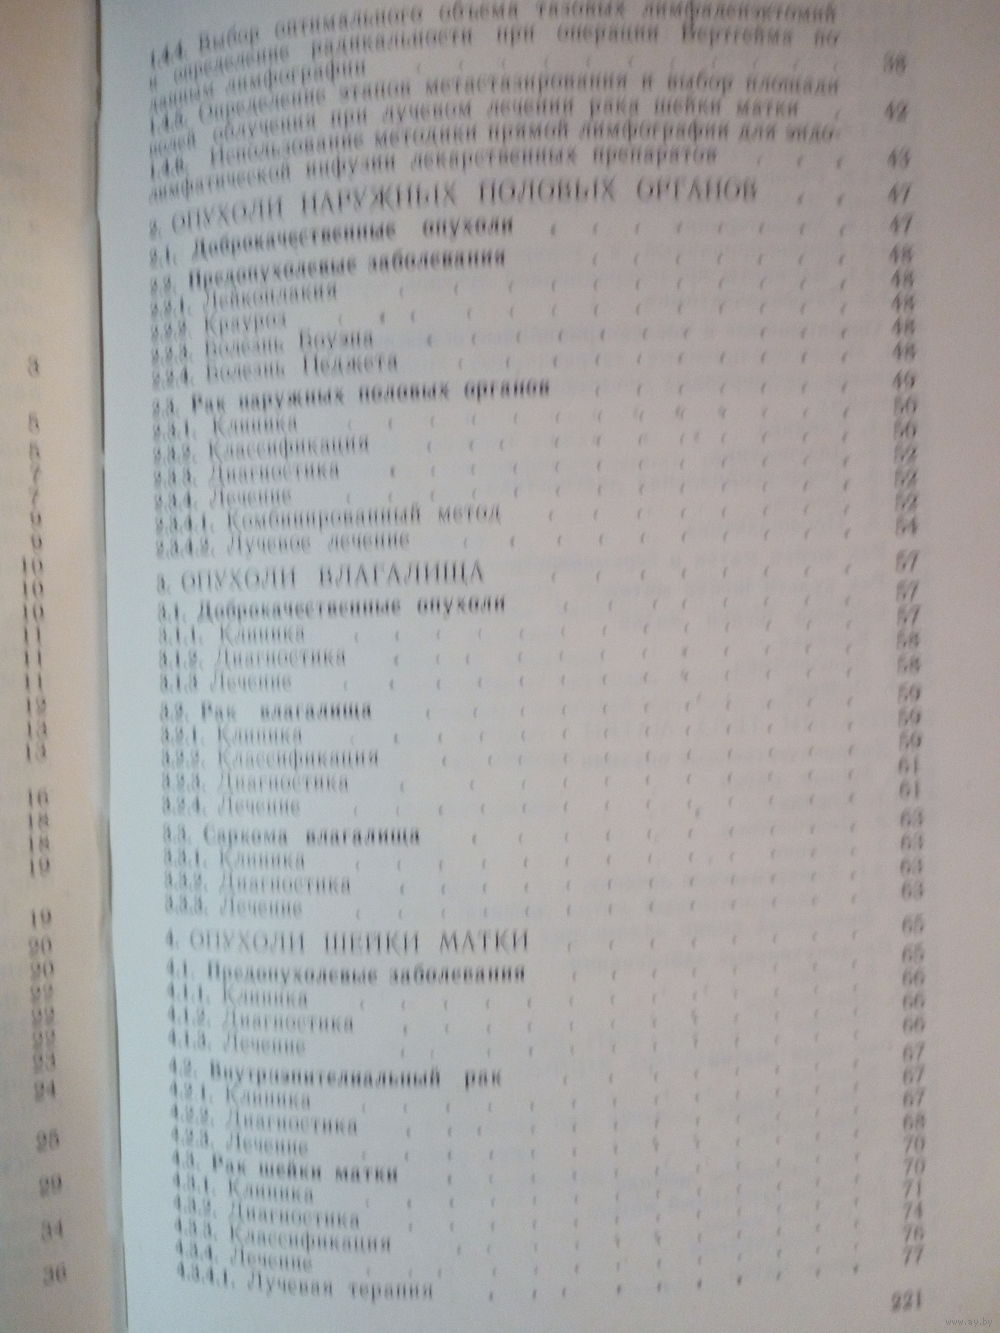 1.4.4. Выбор оптимального объема тазовых лимфаденэктомий
и определение радикальности при операции Вертгейма по
данным лимфографии 38
1.4.5. Определение этапов метастазирования и выбор площади
полей облучения при лучевом лечении рака шейки матки 42
1.4.6. Использование методики прямой лимфографии для эндо-
лимфатической инфузии лекарственных препаратов 43
2. ОПУХОЛИ НАРУЖНЫХ ПОЛОВЫХ ОРГАНОВ 47
2.1. Доброкачественные опухоли 47
2.2. Предопухолевые заболевания 48
2.2.1. Лейкоплакия 48
2.2.2. Крауроз 48
2.2.3. Болезнь Боуэна 48
2.2.4. Болезнь Педжета 48
2.3. Рак наружных половых органов 49
2.3.1. Клиника 50
2.3.2. Классификация 50
2.3.3. Диагностика 52
2.3.4. Лечение 52
2.3.4.1. Комбинированный метод 52
2.3.4.2. Лучевое лечение 54
3. ОПУХОЛИ ВЛАГАЛИЩА 57
3.1. Доброкачественные опухоли 57
3.1.1. Клиника 57
3.1.2. Диагностика 58
3.1.3 Лечение 58
3.2. Рак влагалища 59
3.2.1. Клиника 59
3.2.2. Классификация 59
3.2.3. Диагностика 61
3.2.4. Лечение 61
3.3. Саркома влагалища 63
3.3.1. Клиника 63
3.3.2. Диагностика 63
3.3.3. Лечение 63
4. ОПУХОЛИ ШЕЙКИ МАТКИ 65
4.1. Предопухолевые заболевания 65
4.1.1. Клиника 66
4.1.2. Диагностика 66
4.1.3. Лечение 66
4.2. Внутриэпителиальный рак 67
4.2.1. Клиника 67
4.2.2. Диагностика 67
4.2.3. Лечение 68
4.3. Рак шейки матки 70
4.3.1. Клиника 70
4.3.2. Диагностика 71
4.3.3. Классификация 74
4.3.4. Лечение 76
4.3.4.1. Лучевая терапия 77
221
3
5
5
7
7
9
9
10
10
10
11
11
11
12
13
13
16
18
18
19
19
20
20
22
22
22
23
24
25
29
34
36
www.ay.by